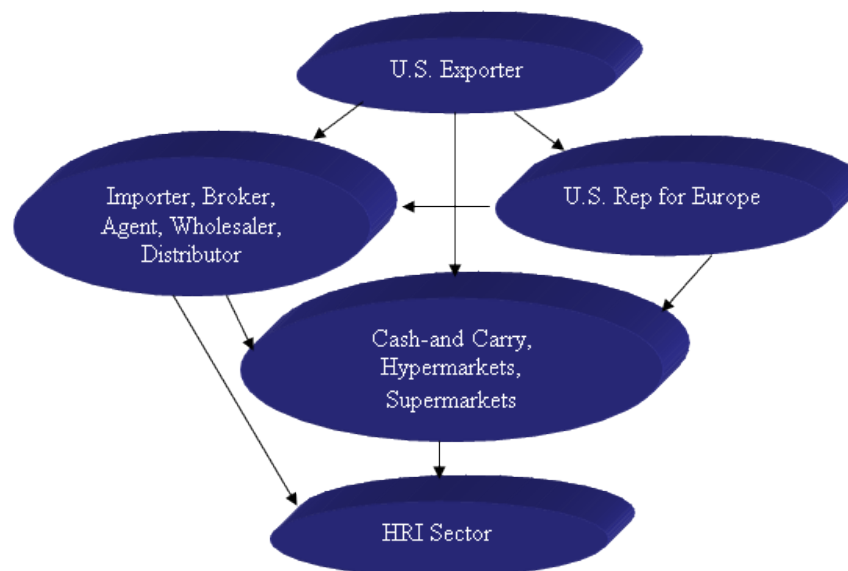 U.S. Exporter
Importer, Broker,
Agent, Wholesaler,
Distributor
U.S. Rep for Europe
Cash-and Carry,
Hypermarkets,
Supermarkets
HRI Sector